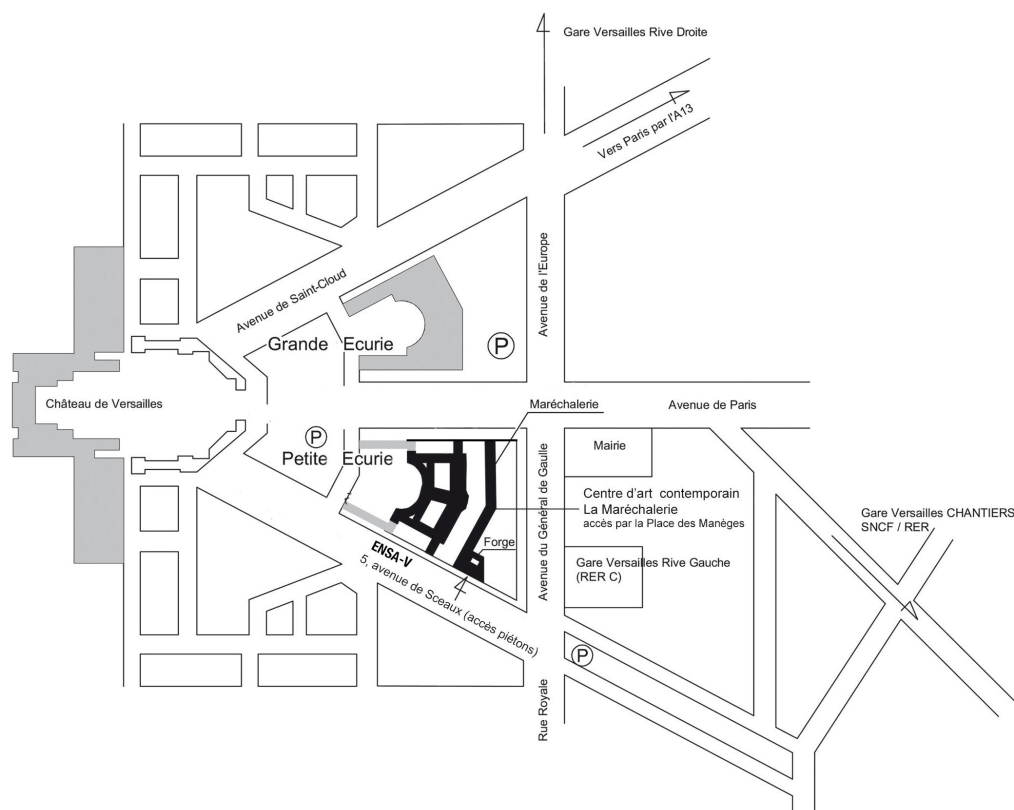 Gare Versailles Rive Droite
Vers Paris par l'A13
Avenue de Saint-Cloud
Avenue de l'Europe
Grande Ecurie
P
Château de Versailles
Maréchalerie
Avenue de Paris
P
Petite Ecurie
Mairie
Avenue du Général de Gaulle
Centre d'art contemporain
La Maréchalerie
accès par la Place des Manèges
Gare Versailles CHANTIERS
SNCF / RER
Forge
ENSA-V
5, avenue de Sceaux (accès piétons)
Gare Versailles Rive Gauche
(RER C)
P
Rue Royale